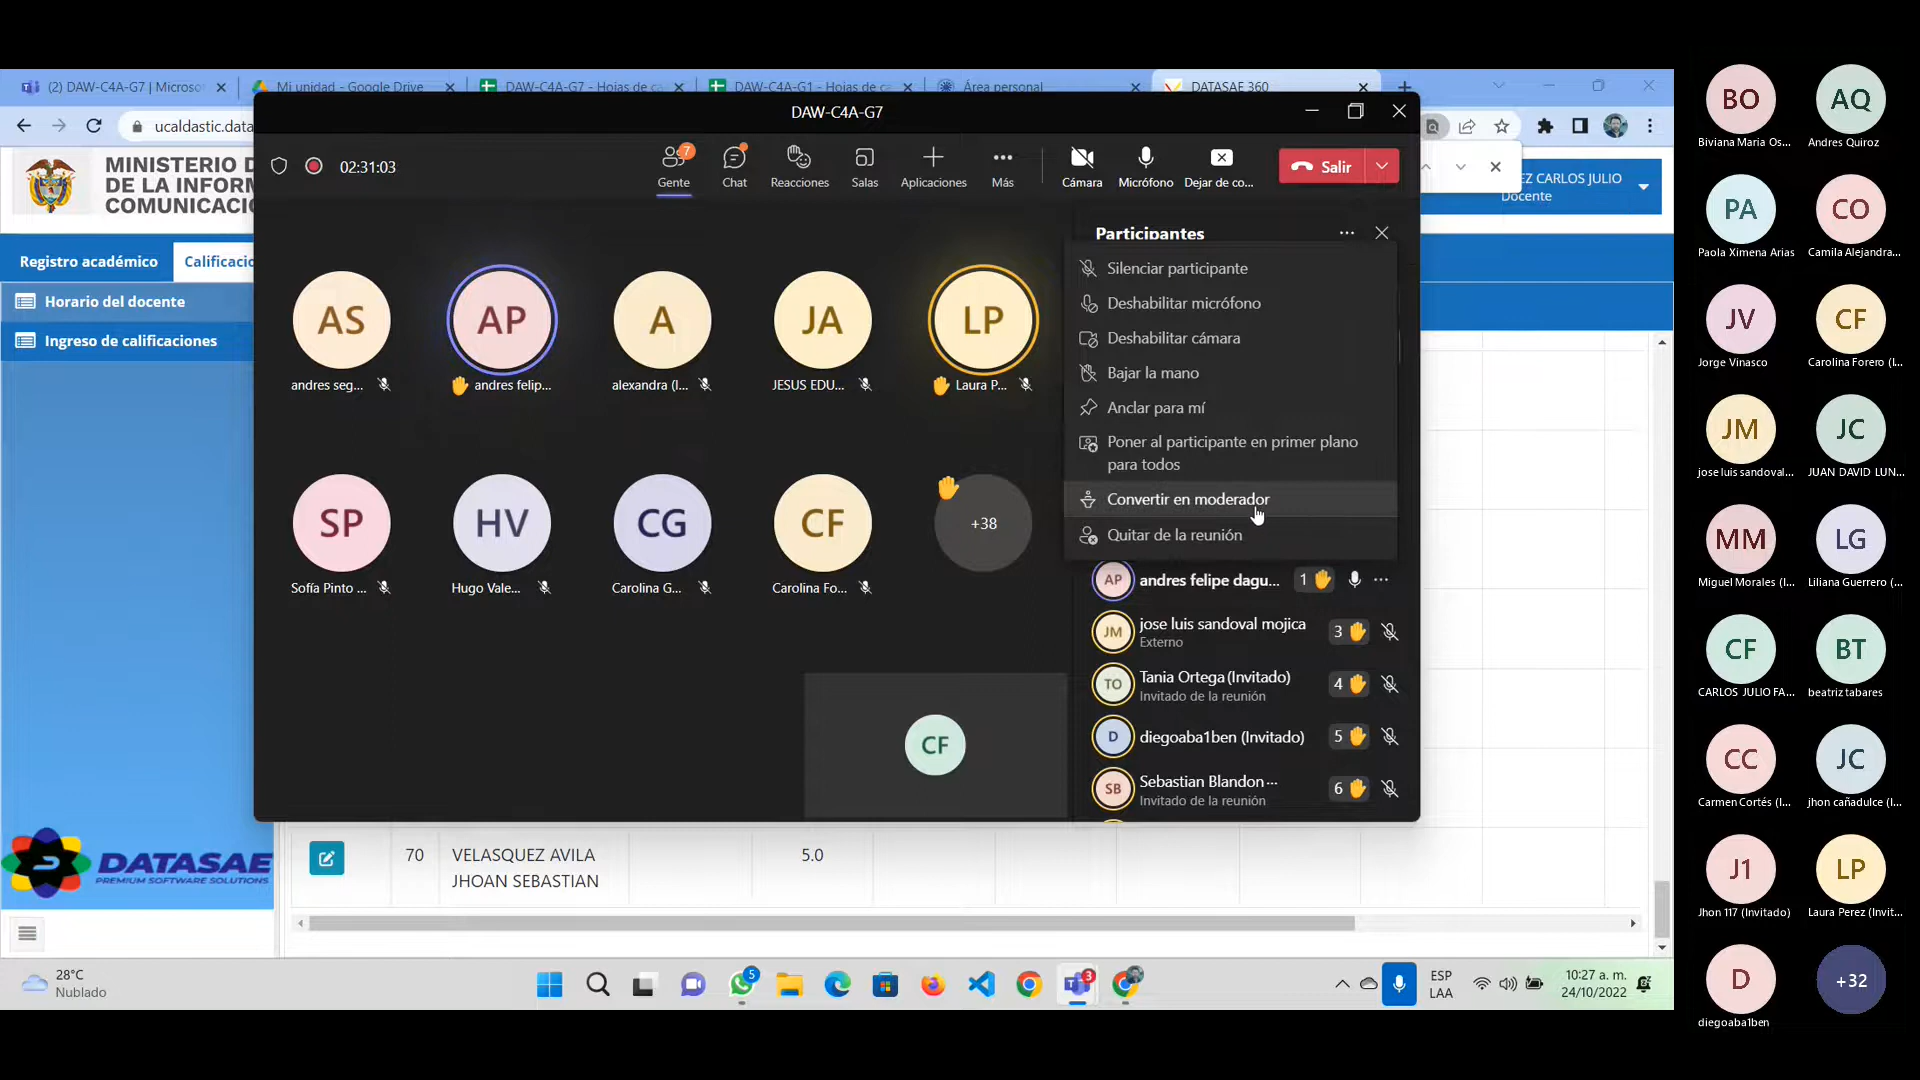 (2) DAW-C4A-G7 | Microso
Mi unidad - Google Drive
DAW-C4A-G7 - Hojas de ca
DAW-C4A-G1 - Hojas de ca
Área personal
DATASAE 360
ucaldastic.data
DAW-C4A-G7
MINISTERIO D
DE LA INFORM
COMUNICACIÓ
EZ CARLOS JULIO
Docente
02:31:03
7
Gente
Chat
Reacciones
Salas
Aplicaciones
Más
Cámara
Micrófono
Dejar de co...
Salir
Registro académico
Calificacio
Horario del docente
Ingreso de calificaciones
Participantes
Silenciar participante
Deshabilitar micrófono
Deshabilitar cámara
Bajar la mano
Anclar para mí
Poner al participante en primer plano
para todos
Convertir en moderador
Quitar de la reunión
AS
andres seg...
AP
andres felip...
A
alexandra (I...
JA
JESUS EDU...
LP
Laura P...
SP
Sofía Pinto ...
HV
Hugo Vale...
CG
Carolina G...
CF
Carolina Fo...
+38
CF
AP
andres felipe dagu...
1
JM
jose luis sandoval mojica
Externo
3
TO
Tania Ortega (Invitado)
Invitado de la reunión
4
D
diegoaba1ben (Invitado)
5
SB
Sebastian Blandon ...
Invitado de la reunión
6
DATASAE
PREMIUM SOFTWARE SOLUTIONS
70
VELASQUEZ AVILA
JHOAN SEBASTIAN
5.0
28°C
Nublado
5
3
ESP
LAA
10:27 a. m.
24/10/2022
BO
Biviana Maria Os...
AQ
Andres Quiroz
PA
Paola Ximena Arias
CO
Camila Alejandra...
JV
Jorge Vinasco
CF
Carolina Forero (I...
JM
jose luis sandoval...
JC
JUAN DAVID LUN...
MM
Miguel Morales (I...
LG
Liliana Guerrero (...
CF
CARLOS JULIO FA...
BT
beatriz tabares
CC
Carmen Cortés (I...
JC
jhon cañadulce (I...
J1
Jhon 117 (Invitado)
LP
Laura Perez (Invit...
D
diegoaba1ben
+32